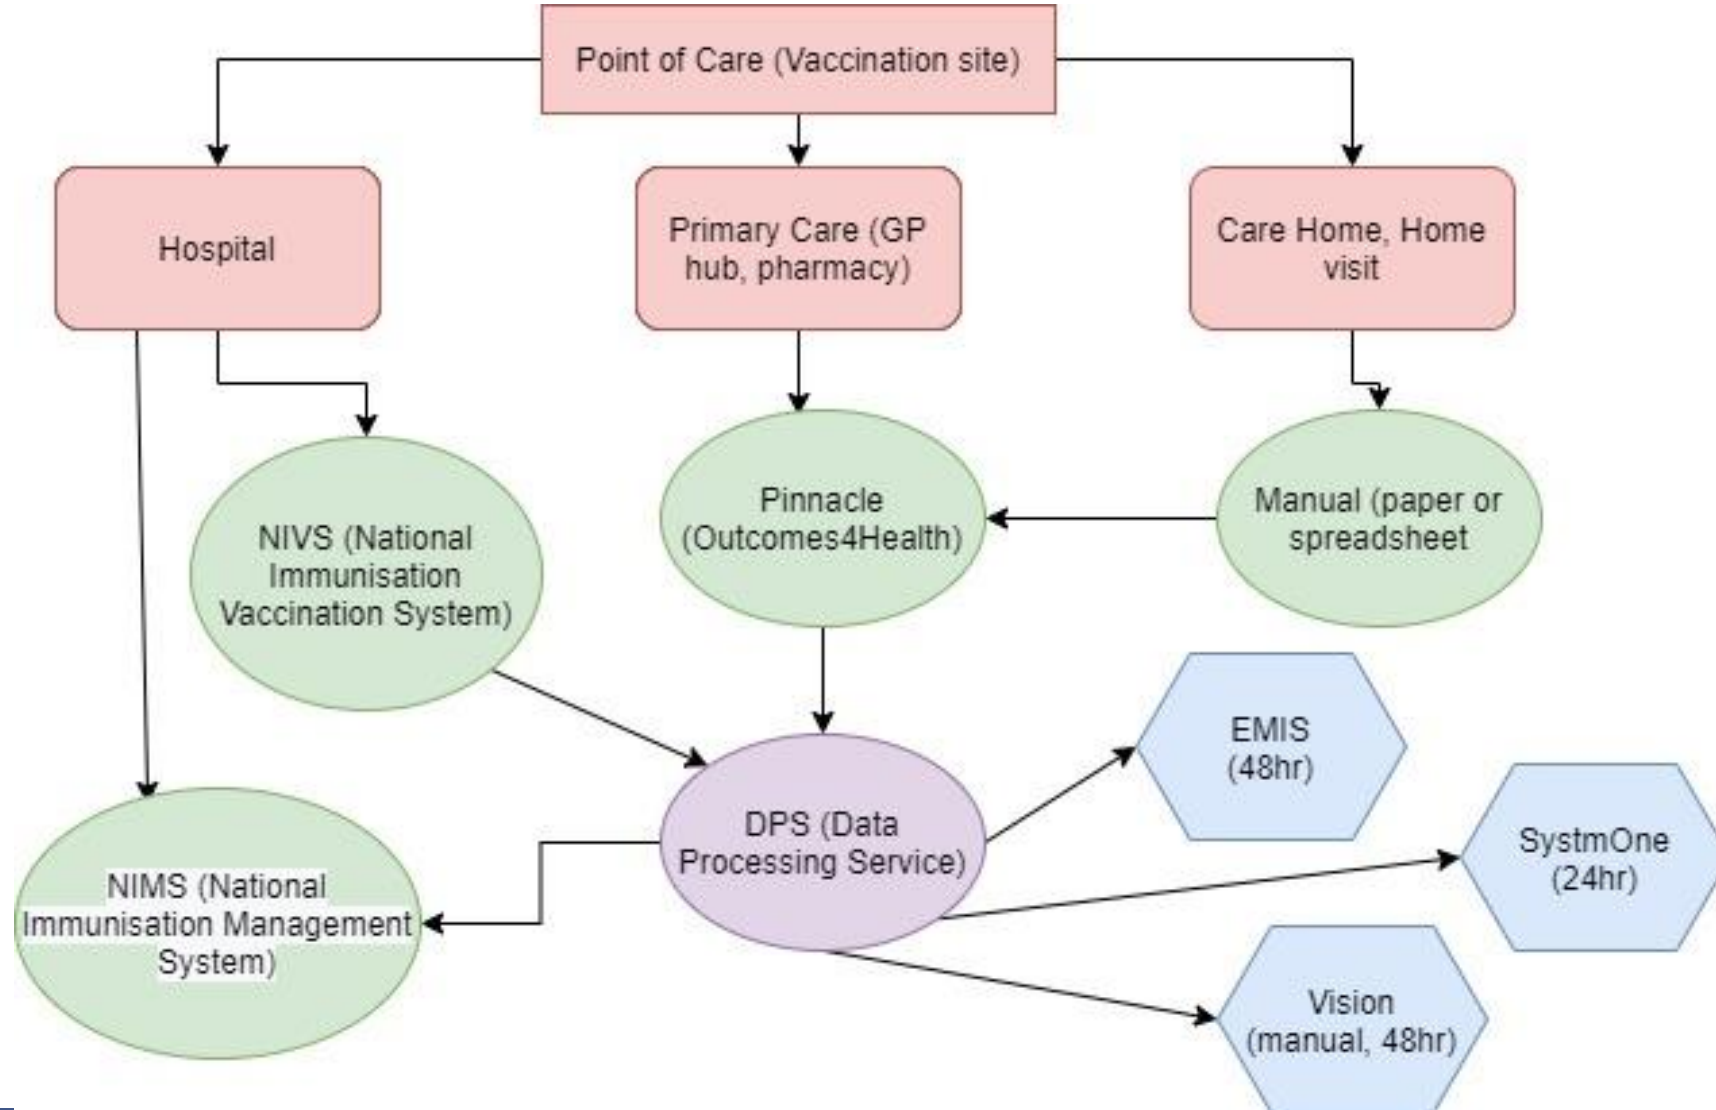 Point of Care (Vaccination site)
Hospital
Primary Care (GP
hub, pharmacy)
Care Home, Home
visit
NIVS (National
Immunisation
Vaccination System)
Pinnacle
(Outcomes4Health)
Manual (paper or
spreadsheet
EMIS
(48hr)
DPS (Data
Processing Service)
SystmOne
(24hr)
NIMS (National
Immunisation Management
System)
Vision
(manual, 48hr)